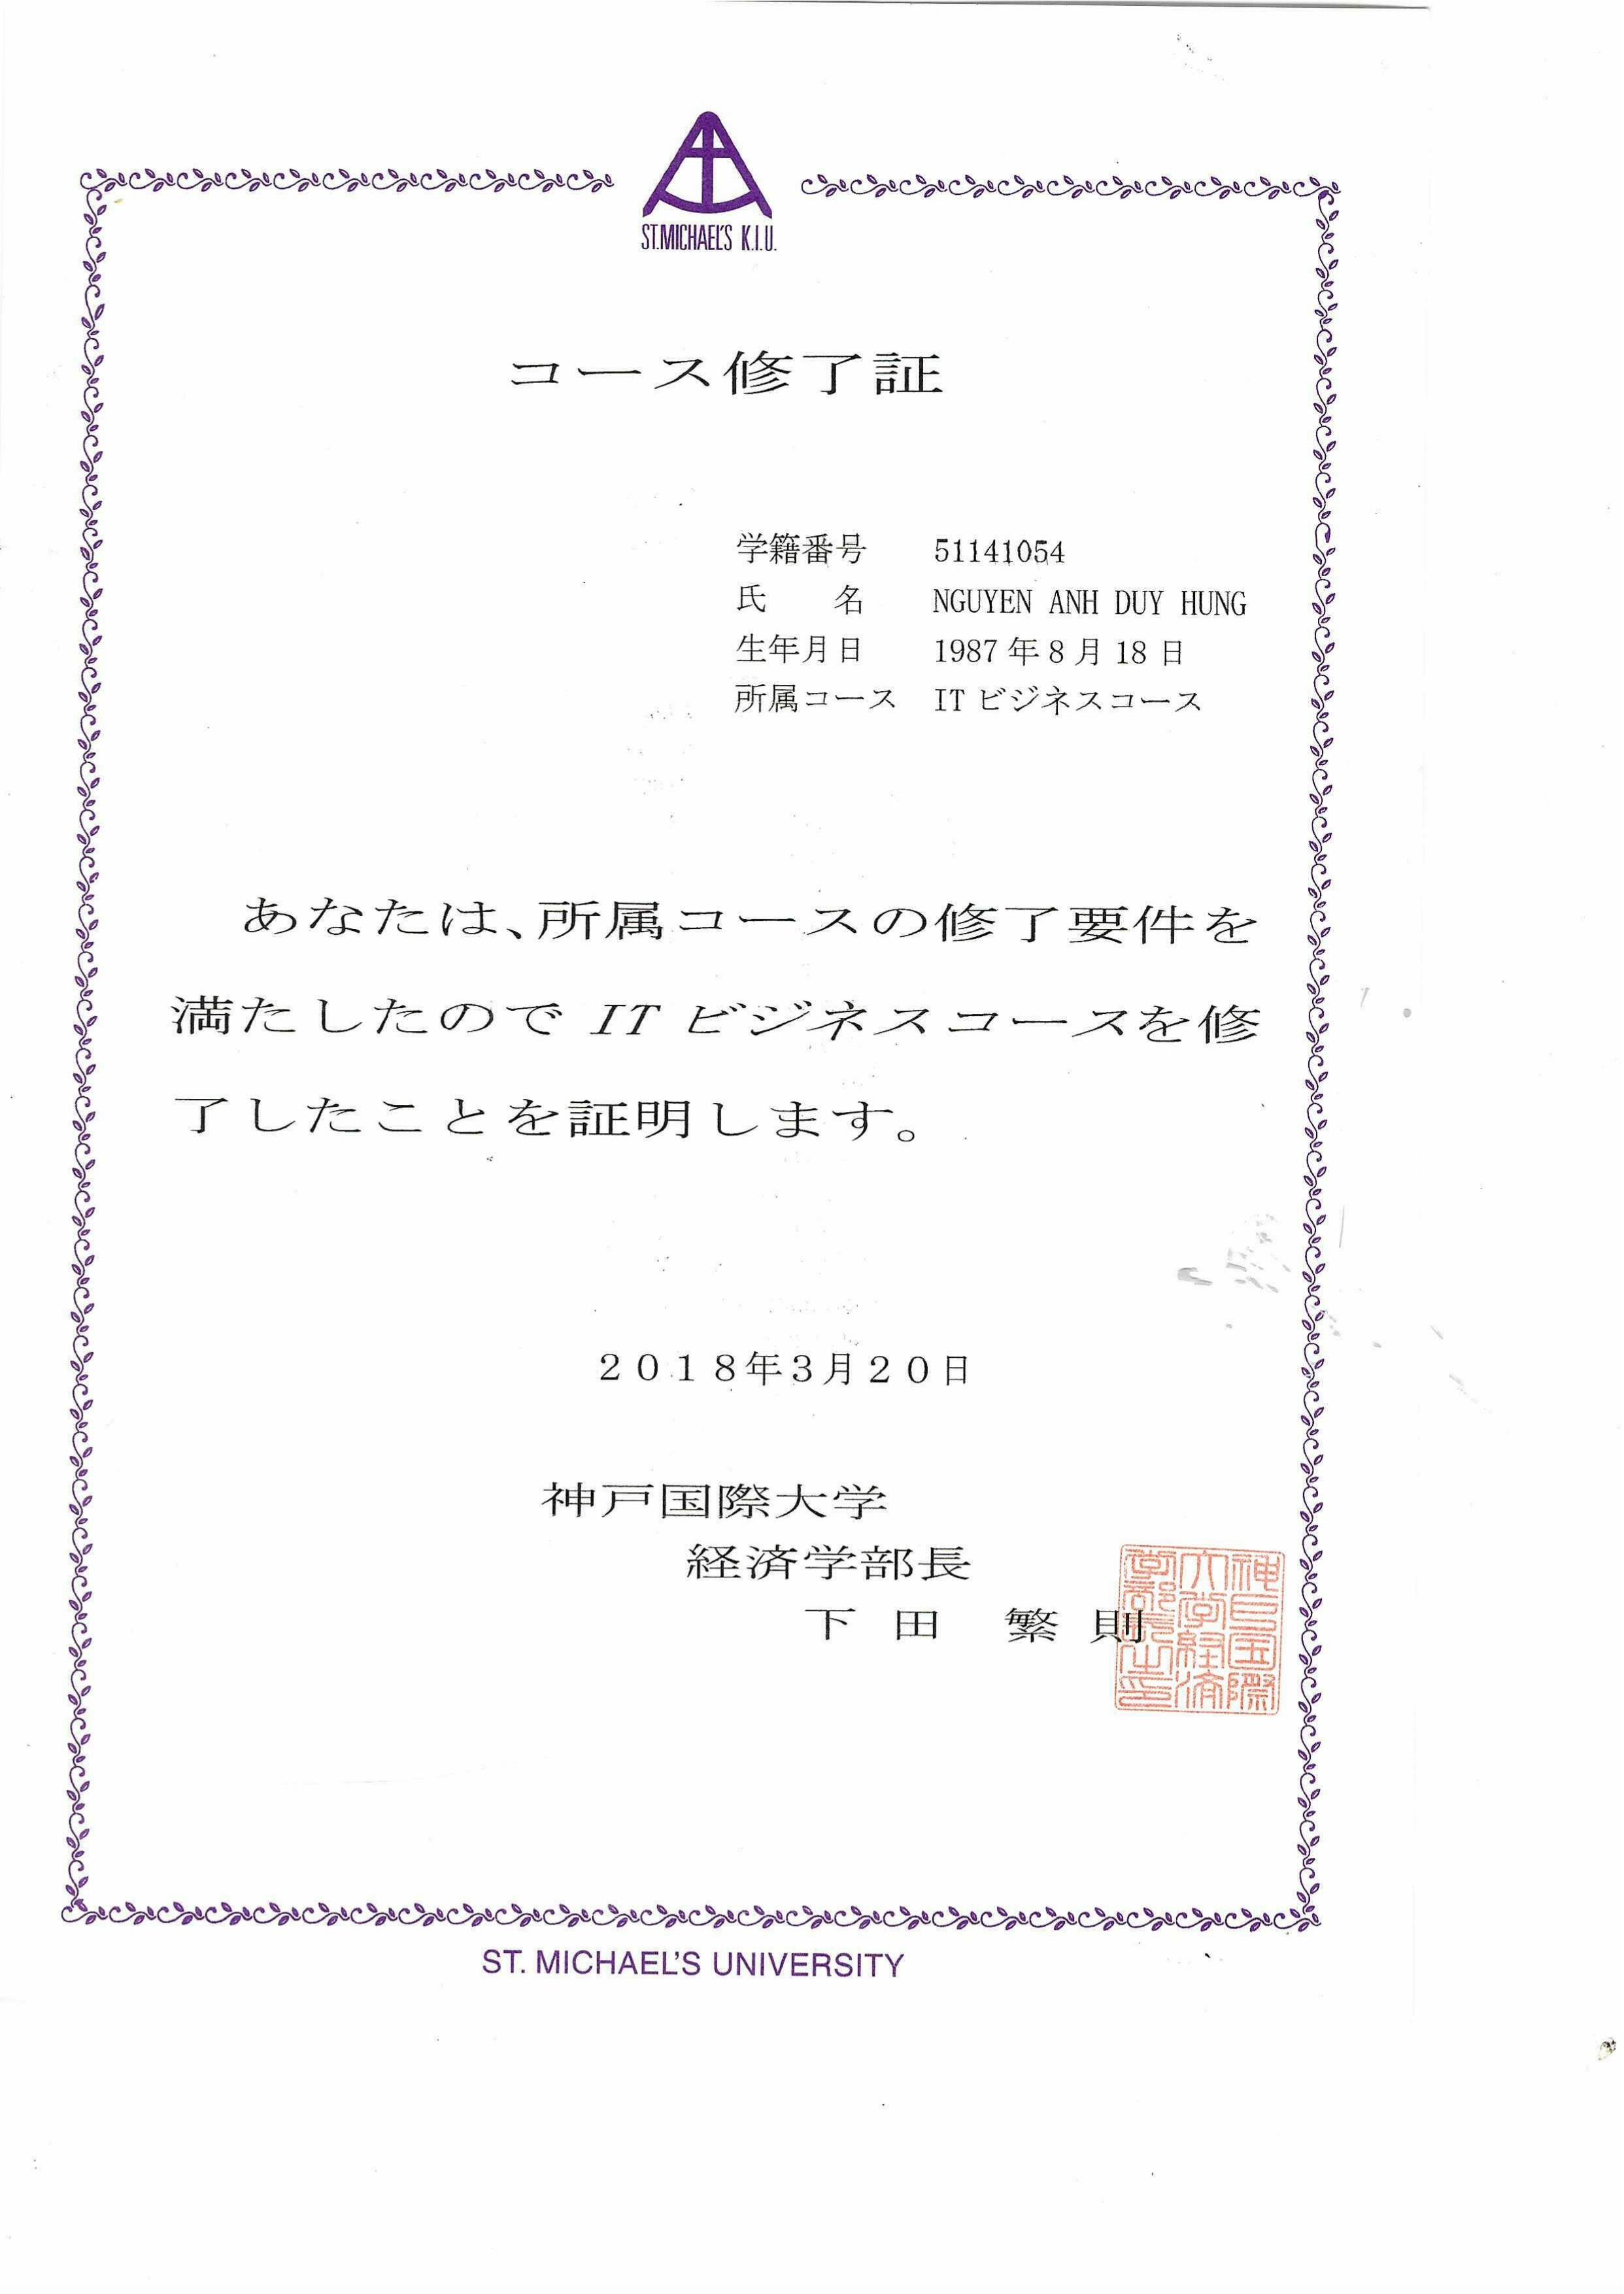 ST.MICHAEL'S K.I.U.
コース修了証
学籍番号 51141054
氏 名 NGUYEN ANH DUY HUNG
生年月日 1987年8月18日
所属コース ITビジネスコース
あなたは、所属コースの修了要件を
満たしたのでITビジネスコースを修
了したことを証明します。
2018年3月20日
神戸国際大学
経済学部長
下田 繁則
神戸国際
大学経済
学部長之印
ST. MICHAEL'S UNIVERSITY